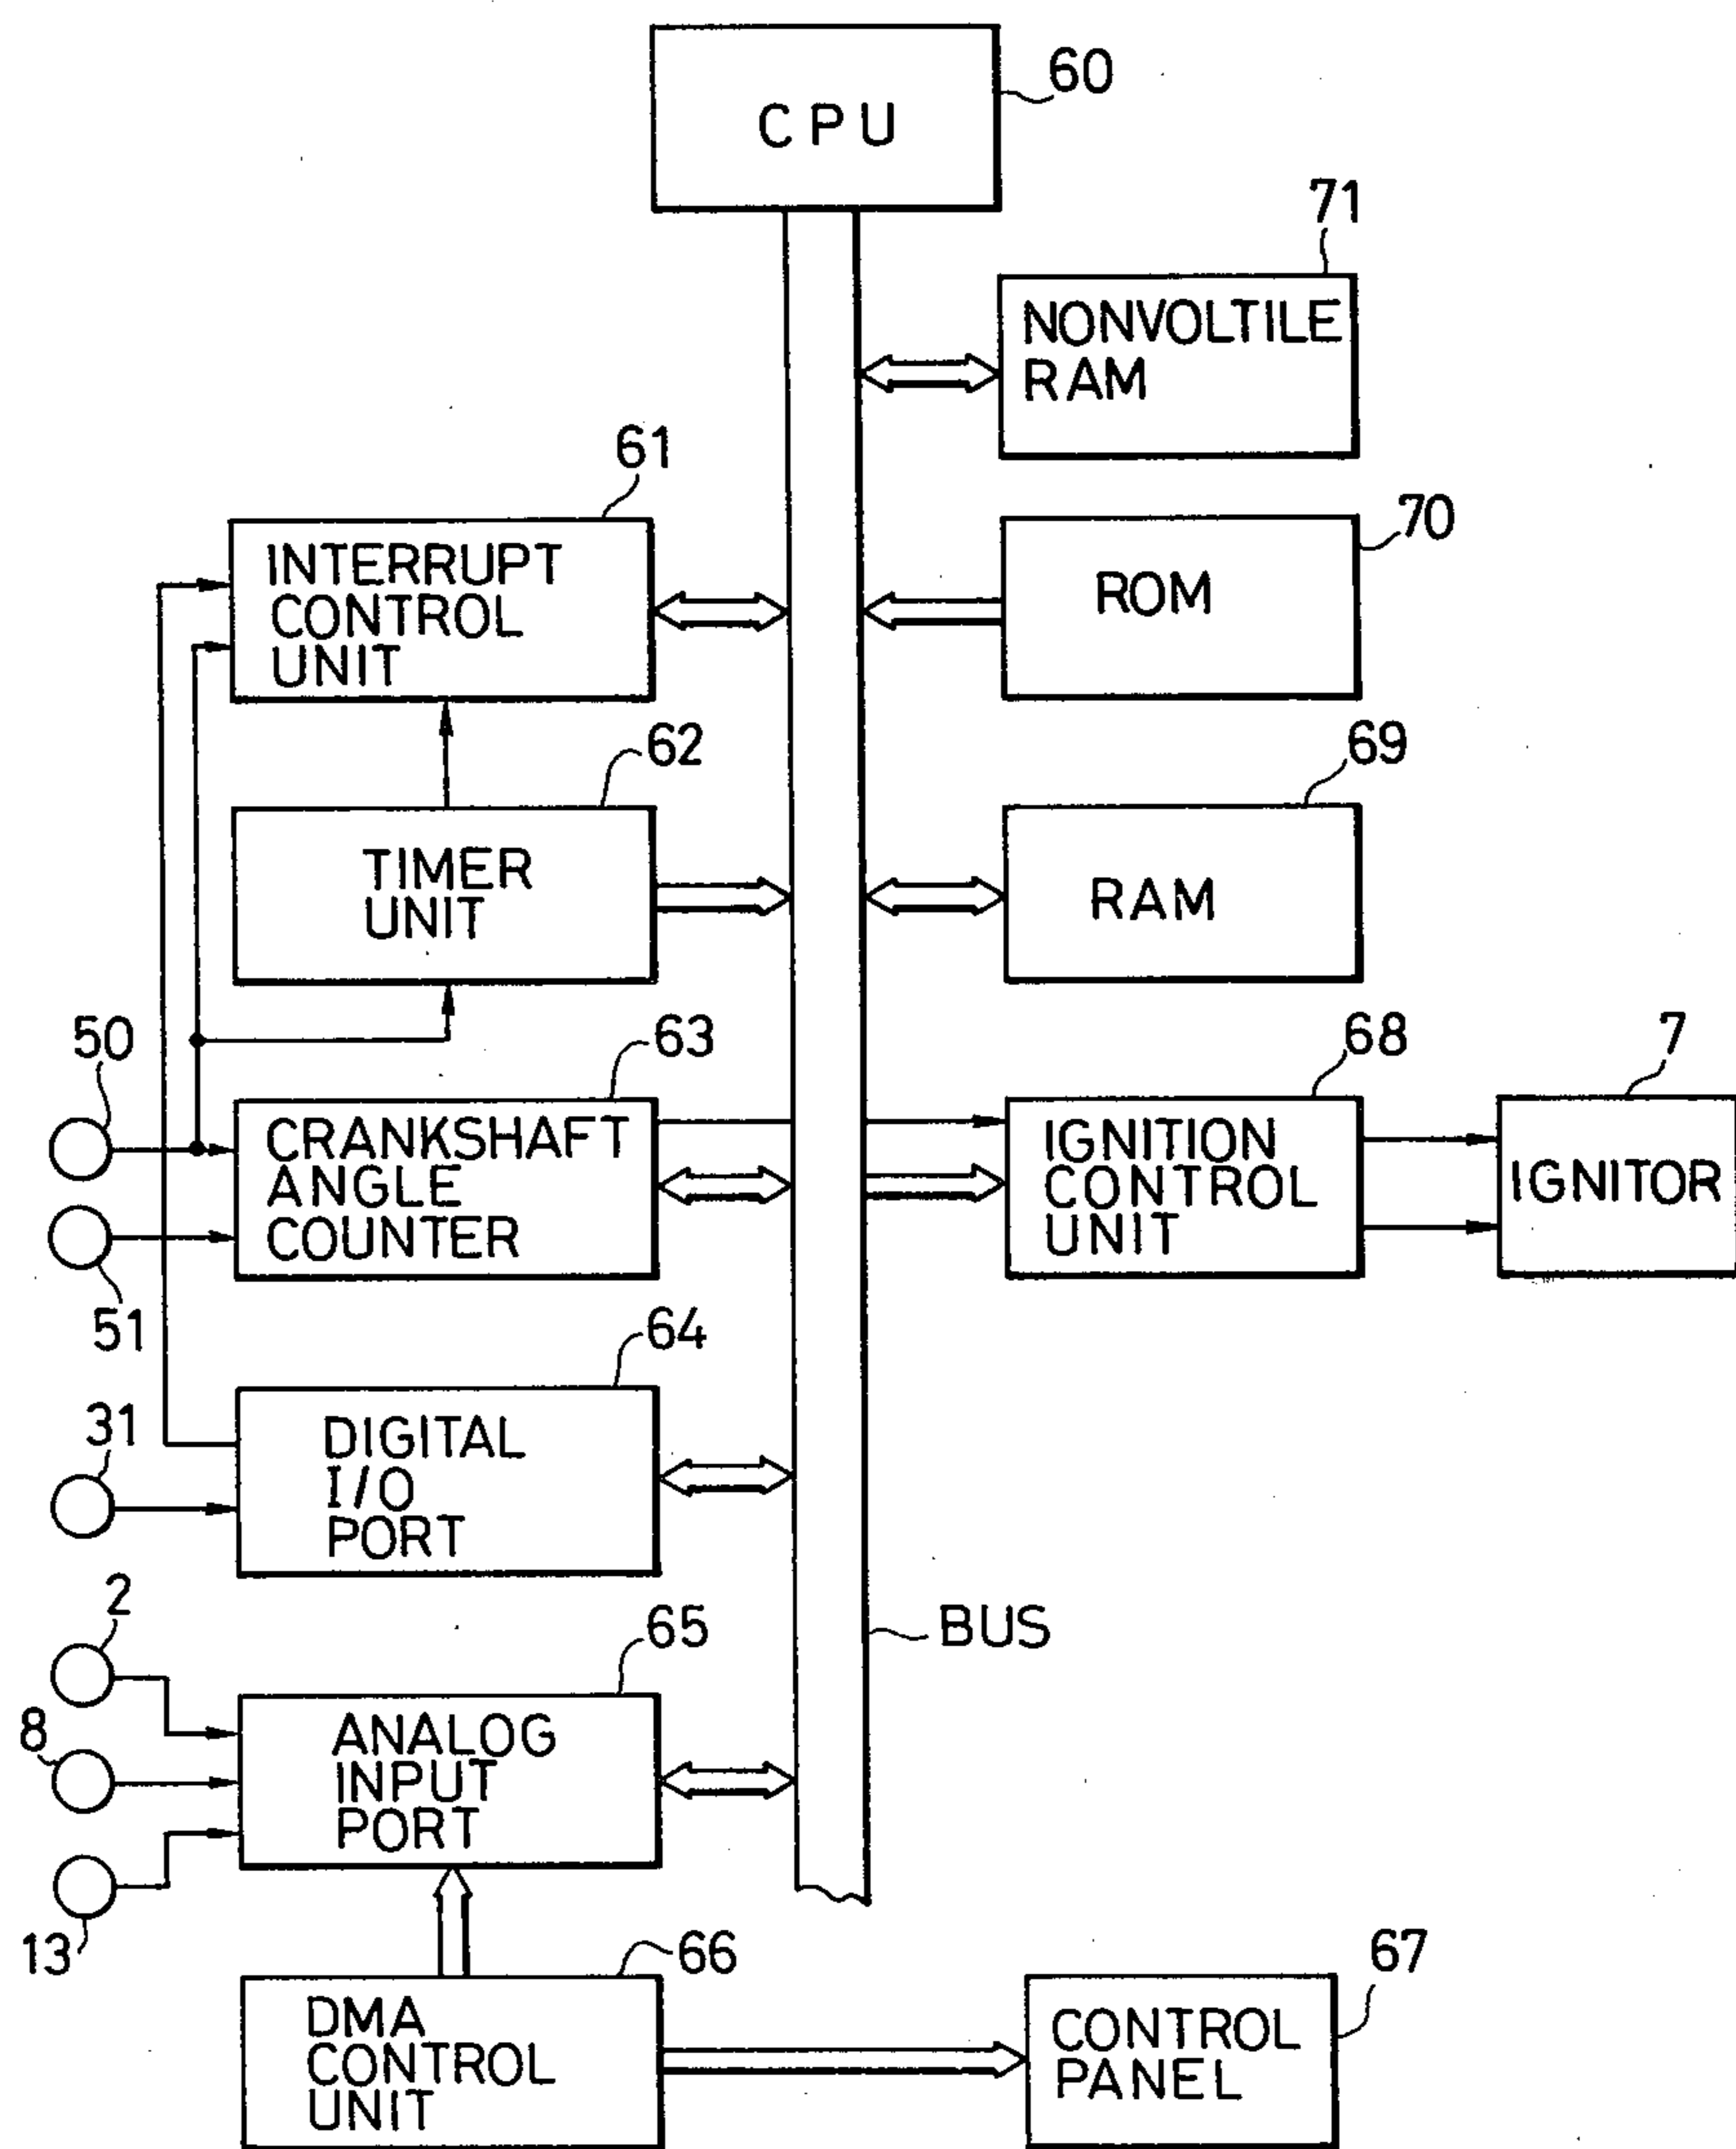 CPU
60
71
NONVOLTILE
RAM
61
INTERRUPT
CONTROL
UNIT
70
ROM
62
TIMER
UNIT
69
RAM
50
63
CRANKSHAFT
ANGLE
COUNTER
51
68
IGNITION
CONTROL
UNIT
7
IGNITOR
64
31
DIGITAL
I/O
PORT
2
65
BUS
8
ANALOG
INPUT
PORT
13
66
DMA
CONTROL
UNIT
67
CONTROL
PANEL